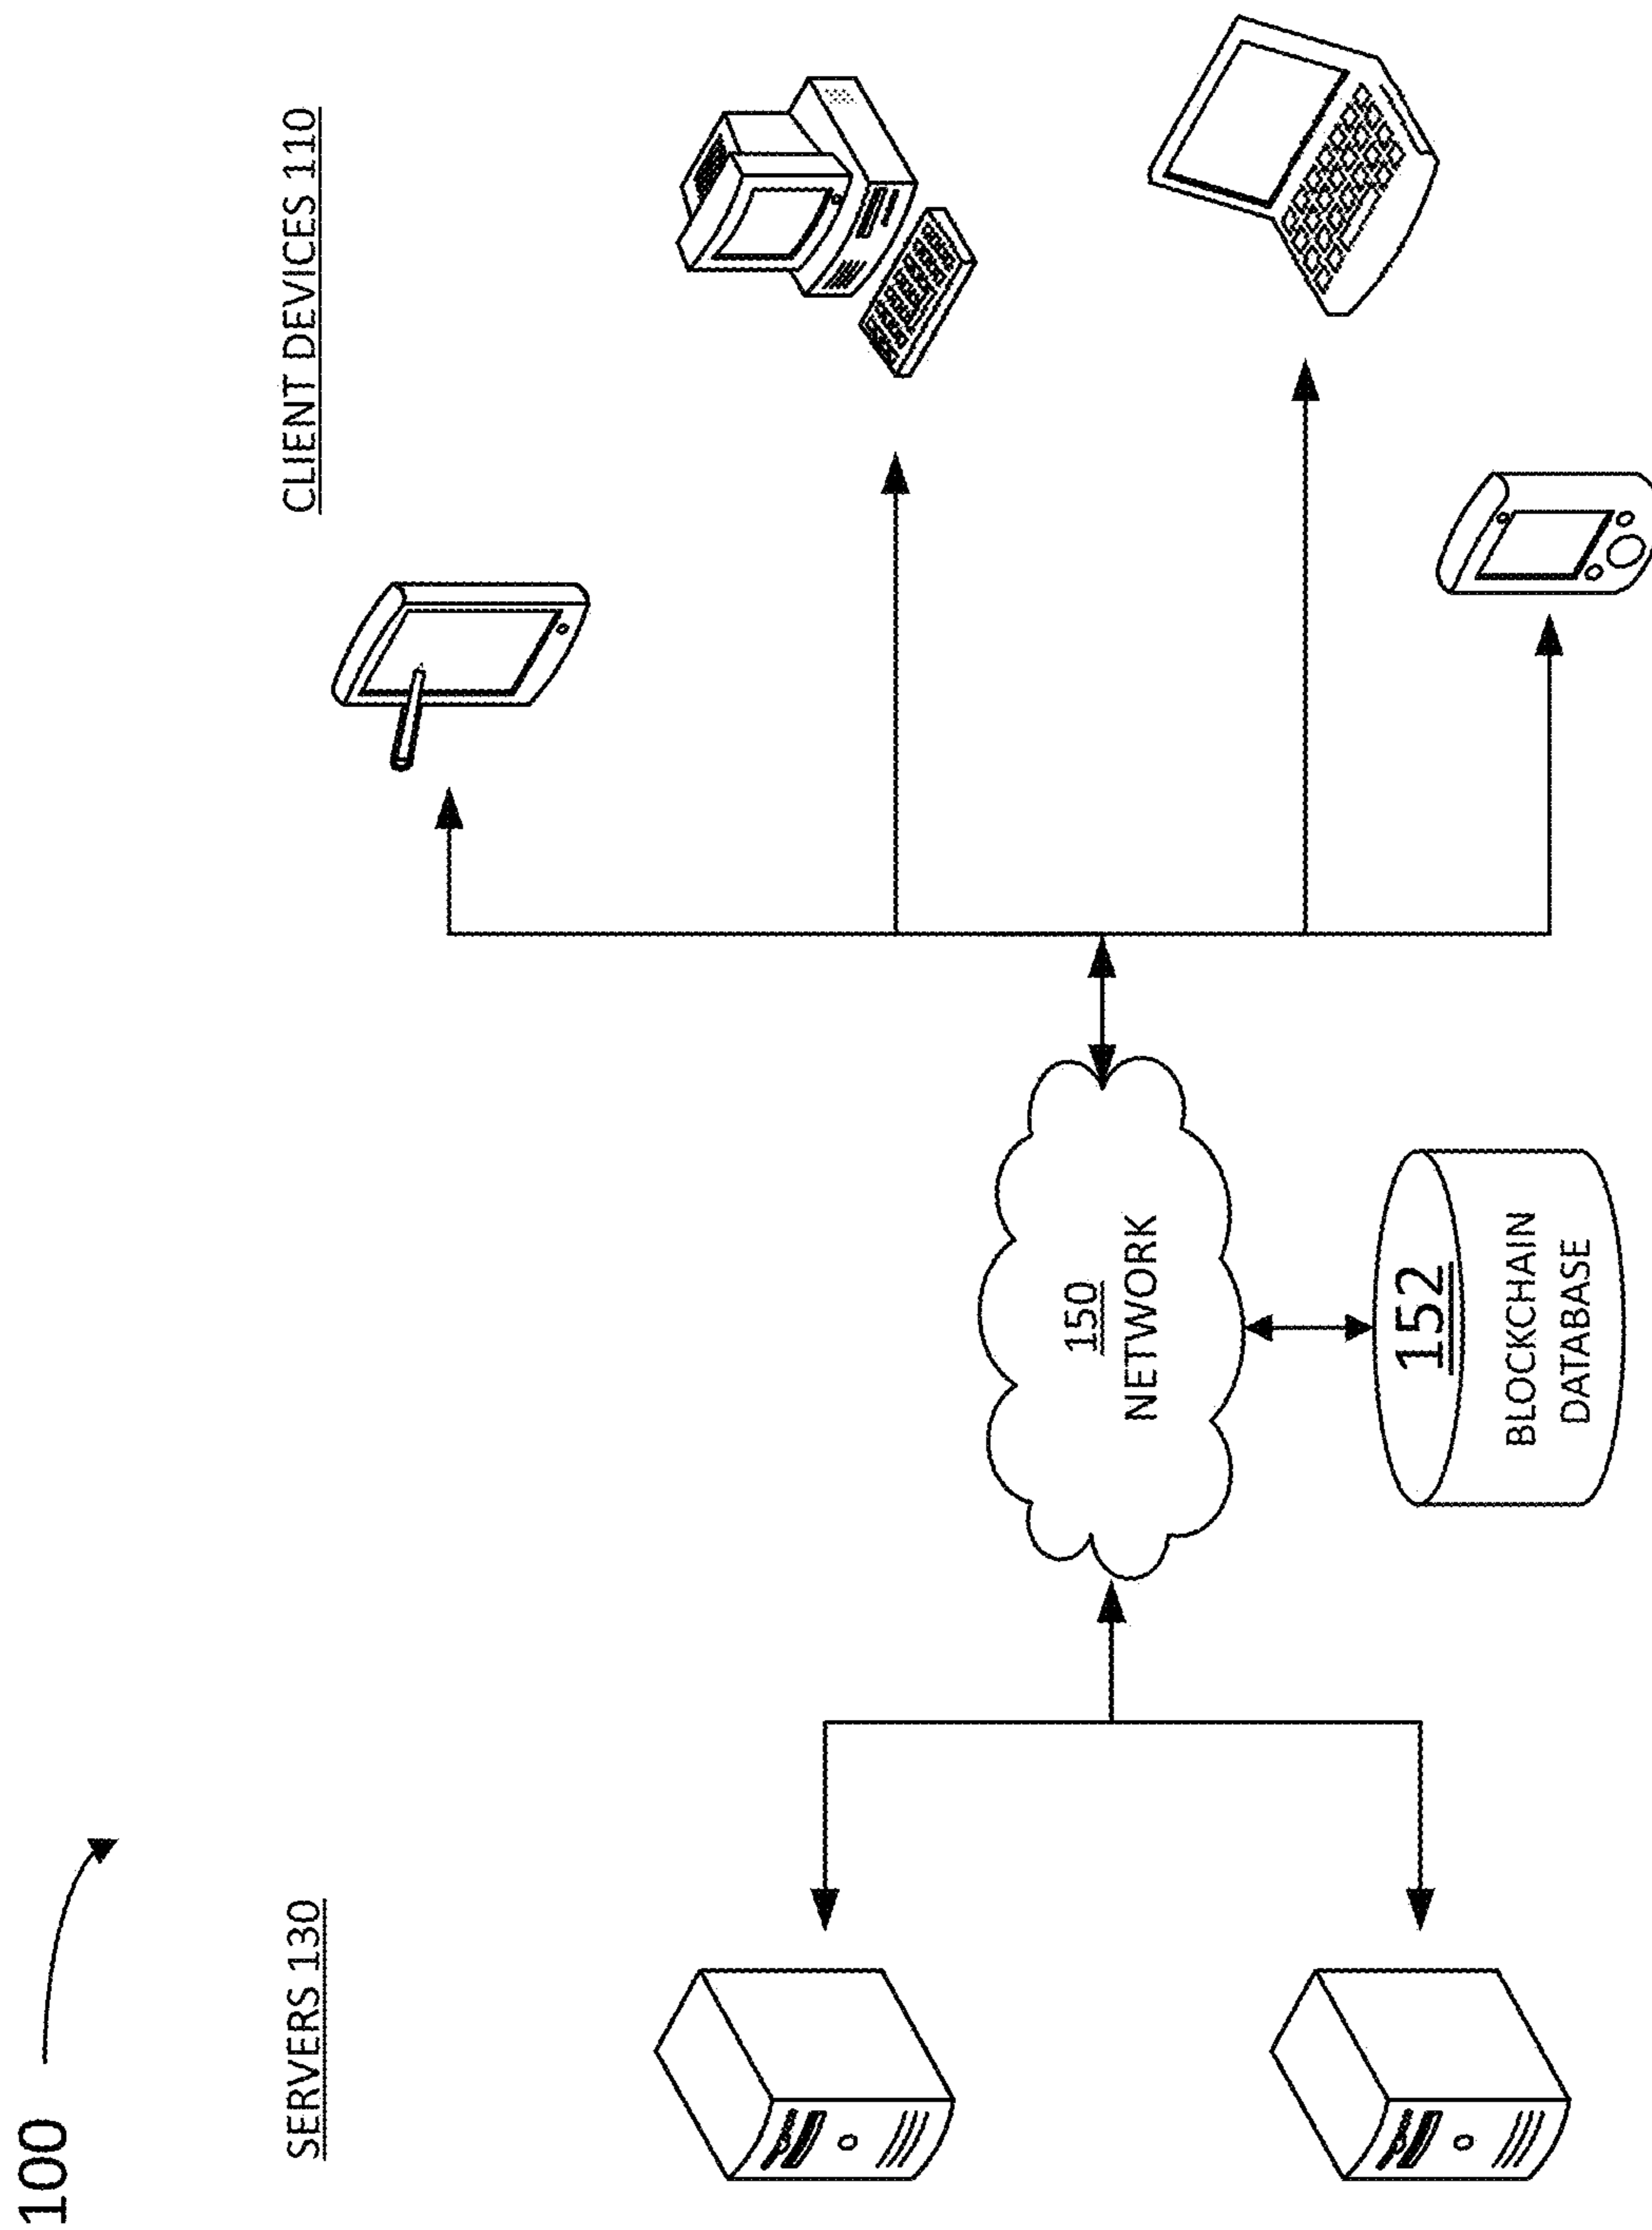 100
SERVERS 130
CLIENT DEVICES 110
150
NETWORK
152
BLOCKCHAIN
DATABASE